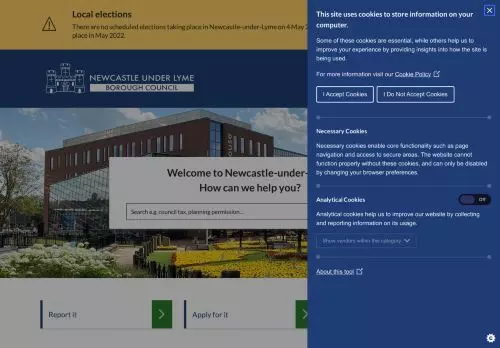 Local elections
There are no scheduled elections taking place in Newcastle-under-Lyme on 4 May
place in May 2022.
NEWCASTLE UNDER LYME
BOROUGH COUNCIL
Welcome to Newcastle-under-
How can we help you?
Search e.g. council tax, planning permission...
Report it
Apply for it
This site uses cookies to store information on your
computer.
Some of these cookies are essential, while others help us to
improve your experience by providing insights into how the site is
being used.
For more information visit our Cookie Policy
I Accept Cookies
I Do Not Accept Cookies
Necessary Cookies
Necessary cookies enable core functionality such as page
navigation and access to secure areas. The website cannot
function properly without these cookies, and can only be disabled
by changing your browser preferences.
Analytical Cookies
Off
Analytical cookies help us to improve our website by collecting
and reporting information on its usage.
Show vendors within this category
About this tool